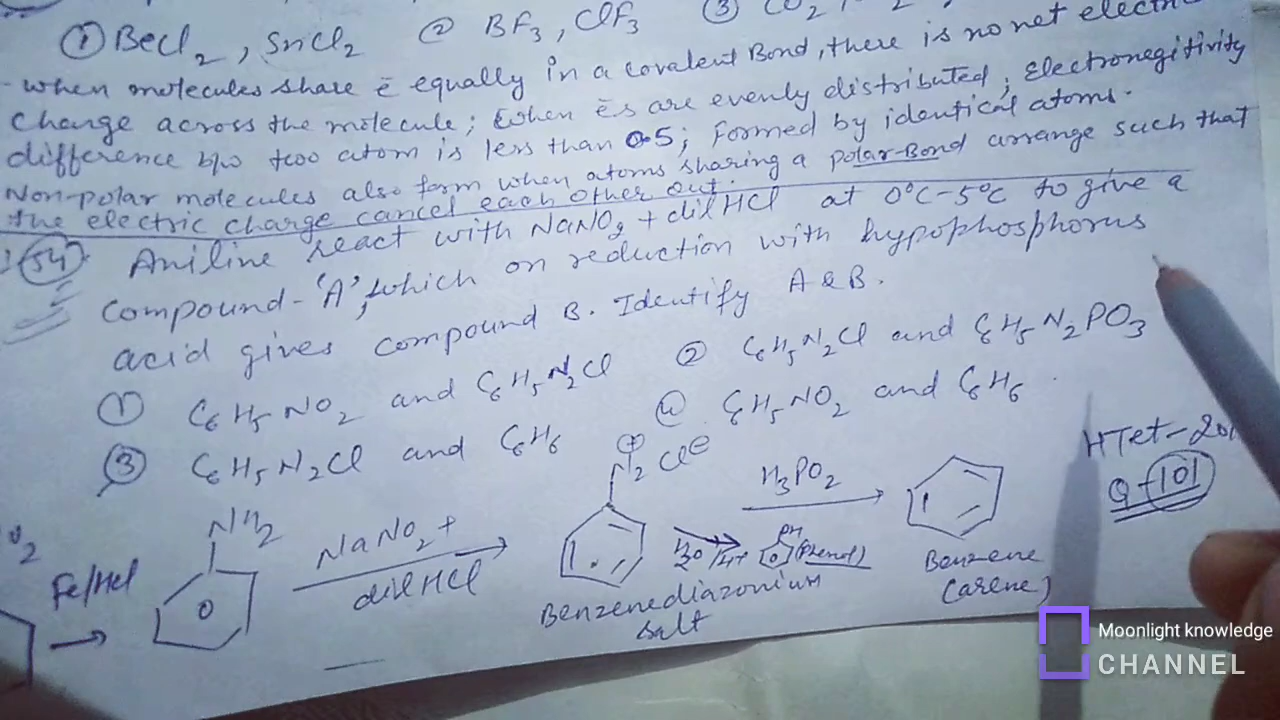 ① BeCl2, SnCl2 ② BF3, ClF3 ③ CO2
- when molecules share ē equally in a covalent Bond, there is no net
Charge across the molecule; When ēs are evenly distributed; Electronegitivity
difference b/w two atom is less than 0.5; Formed by identical atoms.
Non-polar molecules also form when atoms sharing a polar-Bond arrange such that
the electric charge cancel each other out.
54 Aniline react with NaNO2 + dil HCl at 0°C-5°C to give a
compound-'A', which on reduction with hypophosphorus
acid gives compound B. Identify A & B.
① C6H5NO2 and C6H5N2Cl ② C6H5N2Cl and C6H5N2PO3
③ C6H5N2Cl and C6H6 ④ C6H5NO2 and C6H6.
HTet-201
Q-101
Fe/HCl NH2 NaNO2 + dil HCl N2 Cl H3PO2
H2O/H+ OH (Phenol)
Benzenediazonium salt
Benzene (arene)
Moonlight knowledge
CHANNEL